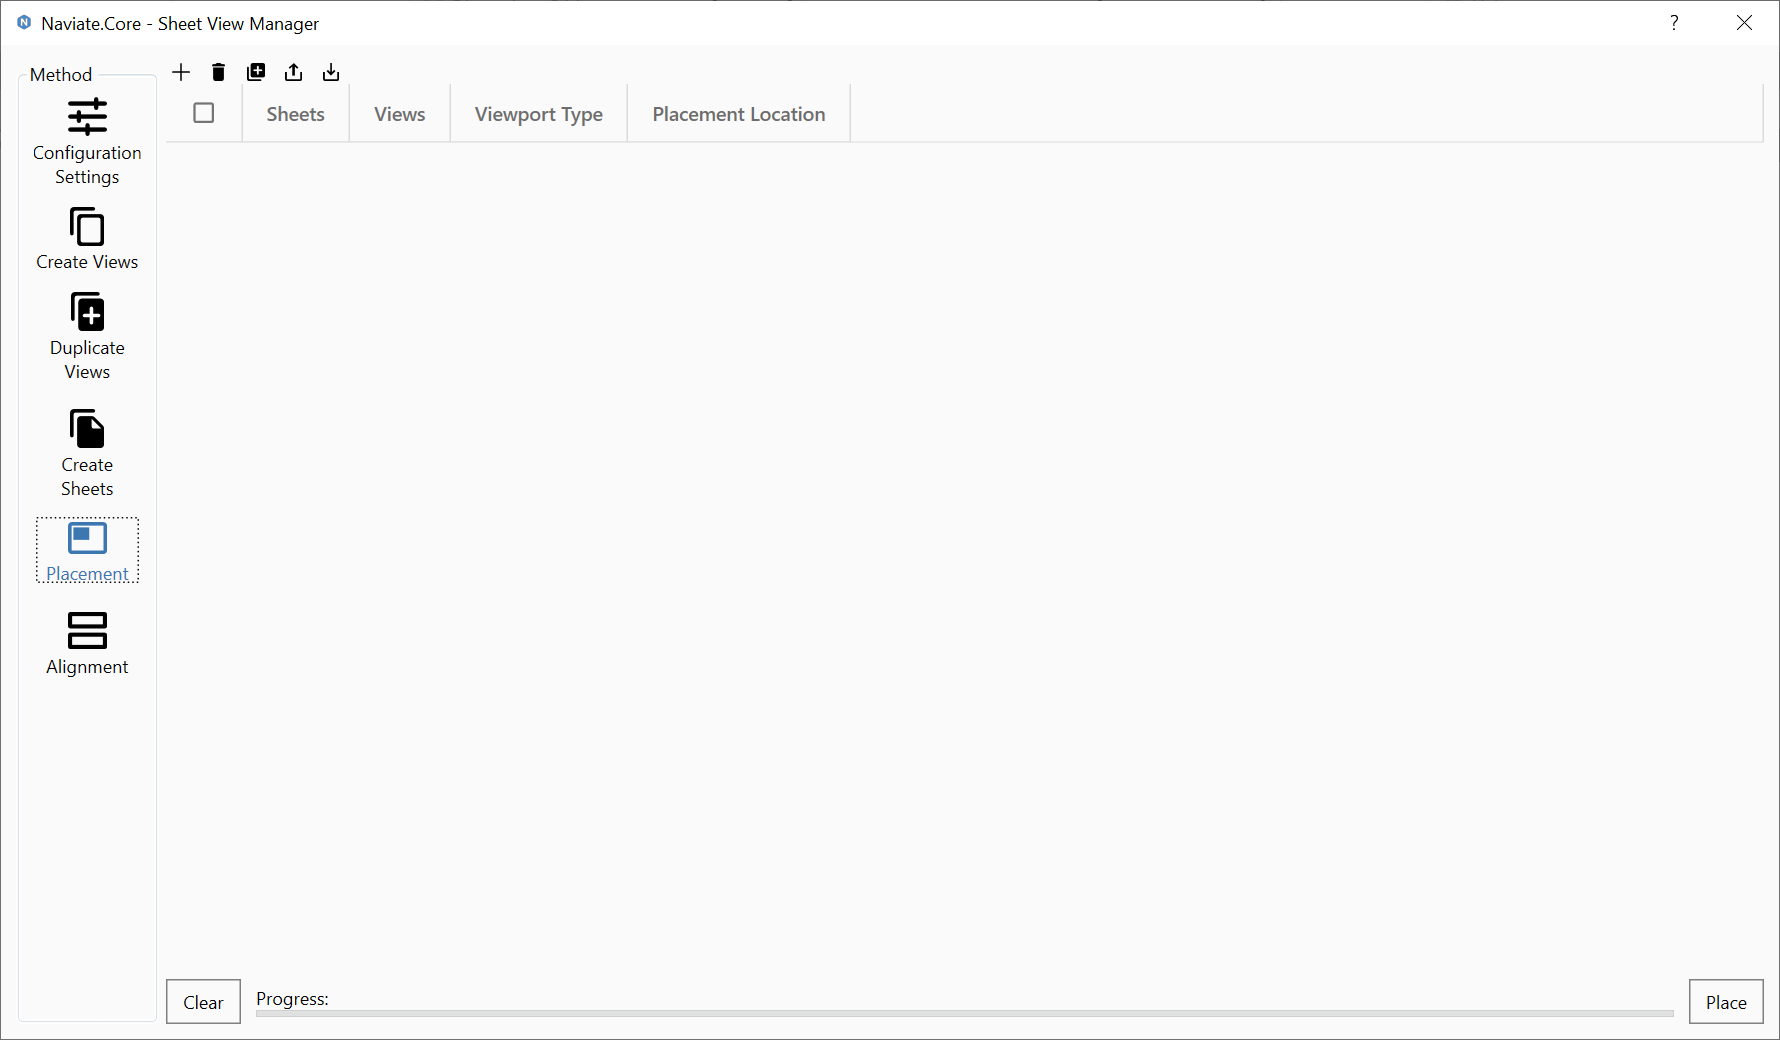 Naviate.Core - Sheet View Manager
?
Method
Configuration
Settings
Create Views
Duplicate
Views
Create
Sheets
Placement
Alignment
Sheets
Views
Viewport Type
Placement Location
Clear
Progress:
Place